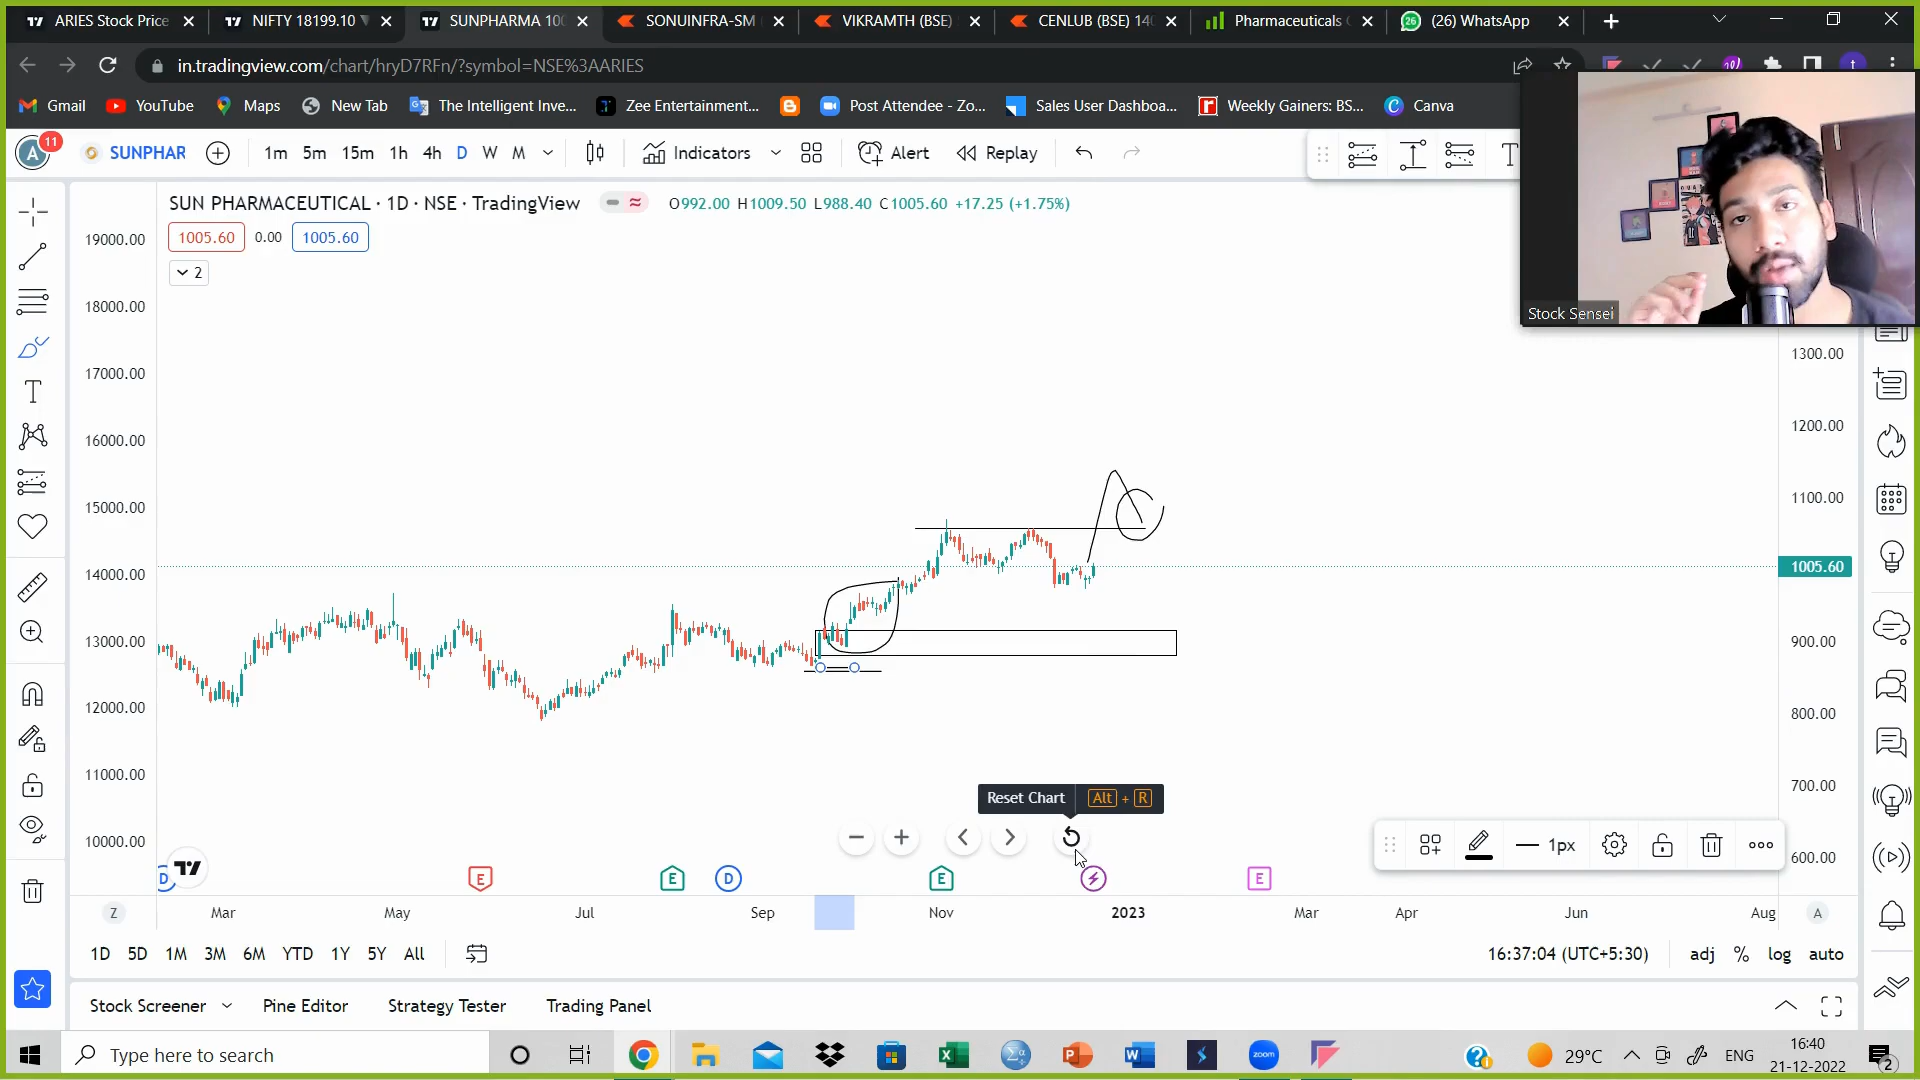 ARIES Stock Price
NIFTY 18199.10
SUNPHARMA 100
SONUINFRA-SM
VIKRAMTH (BSE)
CENLUB (BSE) 140
Pharmaceuticals
(26) WhatsApp
in.tradingview.com/chart/hryD7RFn/?symbol=NSE%3AARIES
Gmail
YouTube
Maps
New Tab
The Intelligent Inve...
Zee Entertainment...
Post Attendee - Zo...
Sales User Dashboa...
Weekly Gainers: BS...
Canva
A 11
SUNPHAR
1m 5m 15m 1h 4h D W M
Indicators
Alert
Replay
SUN PHARMACEUTICAL · 1D · NSE · TradingView
O992.00 H1009.50 L988.40 C1005.60 +17.25 (+1.75%)
1005.60 0.00 1005.60
2
Stock Sensei
19000.00
18000.00
17000.00
16000.00
15000.00
14000.00
13000.00
12000.00
11000.00
10000.00
1300.00
1200.00
1100.00
1005.60
900.00
800.00
700.00
600.00
Reset Chart Alt + R
1px
D E E D E E
Z Mar May Jul Sep Nov 2023 Mar Apr Jun Aug A
1D 5D 1M 3M 6M YTD 1Y 5Y All
16:37:04 (UTC+5:30) adj % log auto
Stock Screener
Pine Editor
Strategy Tester
Trading Panel
Type here to search
zoom
29°C
ENG
16:40
21-12-2022
2